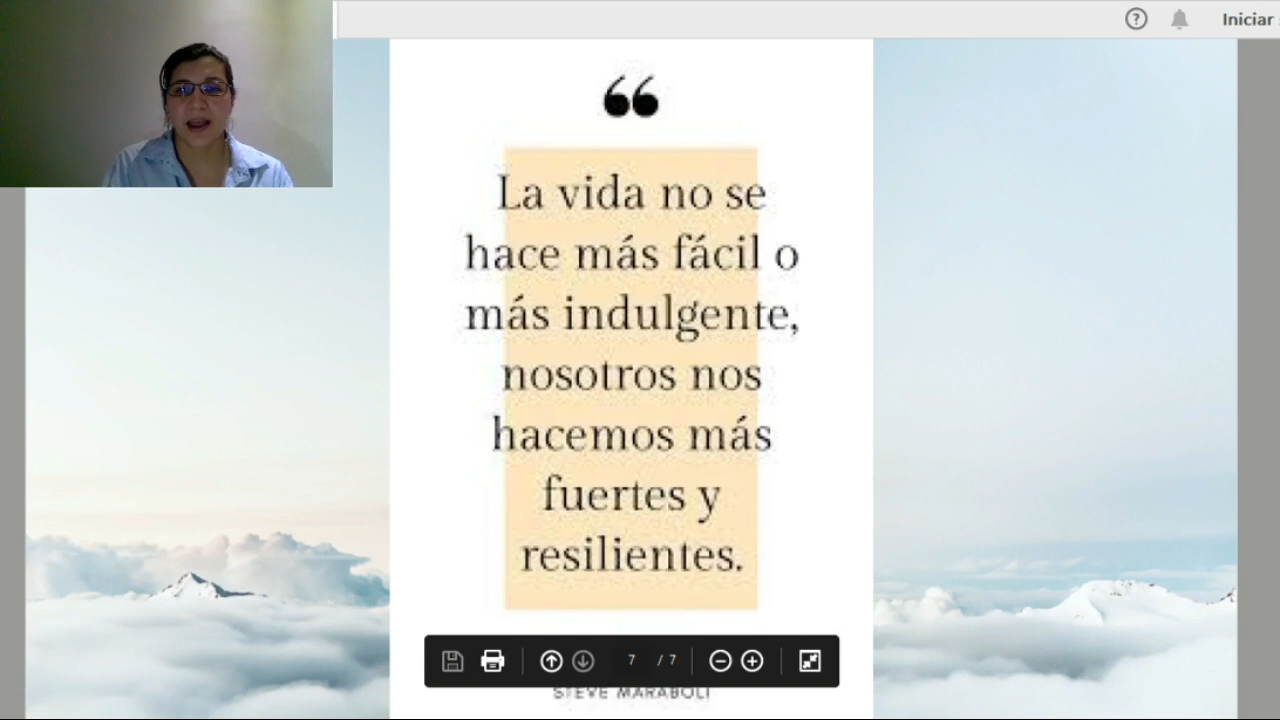 Iniciar
“
La vida no se
hace más fácil o
más indulgente,
nosotros nos
hacemos más
fuertes y
resilientes.
7 / 7
STEVE MARABOLI